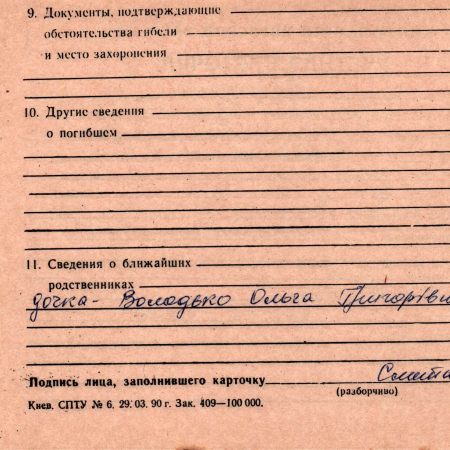 9. Документы, подтверждающие
обстоятельства гибели
и место захоронения
10. Другие сведения
о погибшем
11. Сведения о ближайших
родственниках
дочка- Володько Ольга Григорівн
Подпись лица, заполнившего карточку
(разборчиво)
Киев. СПТУ № 6. 29. 03. 90 г. Зак. 409—100 000.